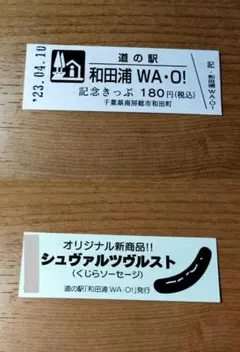 '23.04.10
道の駅
和田浦 WA・O!
記念きっぷ 180円(税込)
千葉県南房総市和田町
記・和田浦WA・O!
オリジナル新商品!!
シュヴァルツヴルスト
(くじらソーセージ)
道の駅「和田浦WA・O!」発行